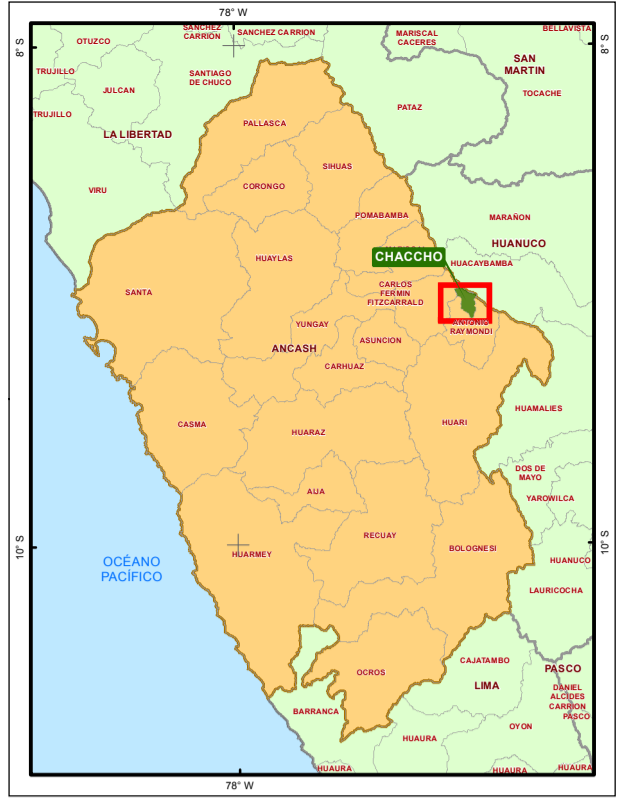 78° W
8° S
8° S
OTUZCO
SANCHEZ
CARRIÓN
SANCHEZ CARRION
MARISCAL
CACERES
BELLAVISTA
SAN
MARTIN
TRUJILLO
JULCAN
SANTIAGO
DE CHUCO
TOCACHE
TRUJILLO
PATAZ
LA LIBERTAD
PALLASCA
SIHUAS
VIRU
CORONGO
POMABAMBA
MARAÑON
HUANUCO
CHACCHO
HUACAYBAMBA
HUAYLAS
SANTA
CARLOS
FERMIN
FITZCARRALD
YUNGAY
ANTONIO
RAYMONDI
ASUNCION
ANCASH
CARHUAZ
HUAMALIES
CASMA
HUARAZ
HUARI
DOS DE
MAYO
YAROWILCA
AIJA
RECUAY
10° S
10° S
HUARMEY
BOLOGNESI
OCÉANO
PACÍFICO
HUANUCO
LAURICOCHA
OCROS
CAJATAMBO
LIMA
PASCO
DANIEL
ALCIDES
CARRION
PASCO
BARRANCA
OYON
HUAURA
HUAURA
HUAURA
HUAURA
78° W